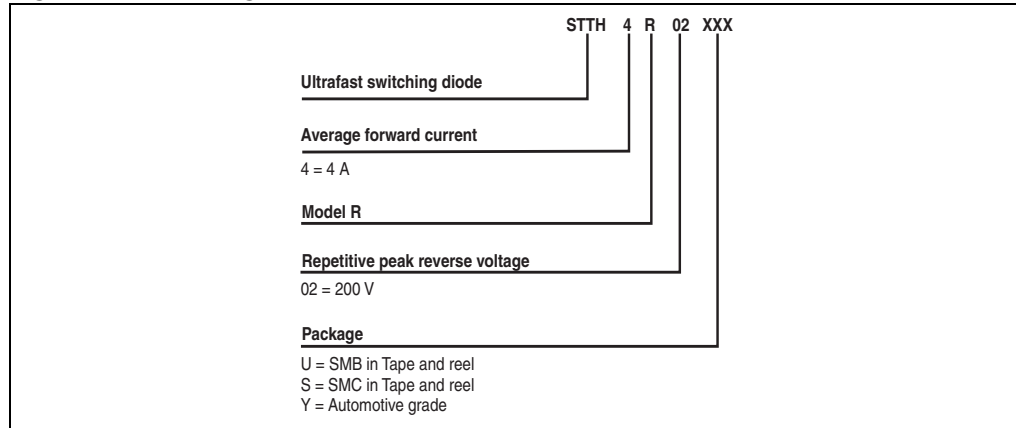 STTH 4 R 02 XXX
Ultrafast switching diode
Average forward current
4 = 4 A
Model R
Repetitive peak reverse voltage
02 = 200 V
Package
U = SMB in Tape and reel
S = SMC in Tape and reel
Y = Automotive grade